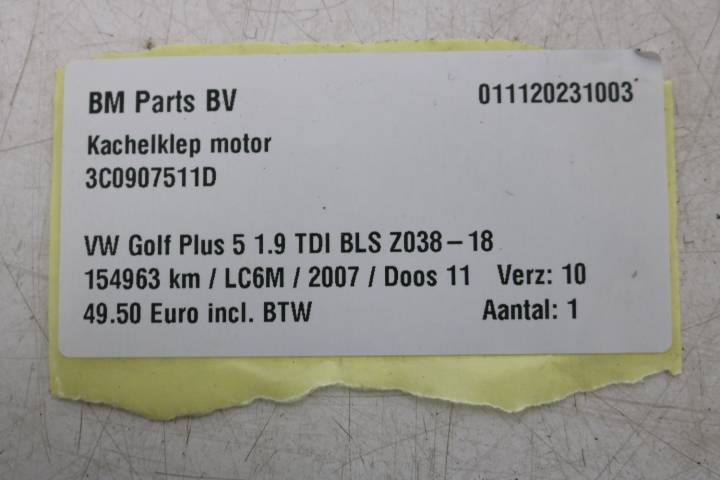 BM Parts BV 011120231003
Kachelklep motor
3C0907511D
VW Golf Plus 5 1.9 TDI BLS Z038-18
154963 km / LC6M / 2007 / Doos 11 Verz: 10
49.50 Euro incl. BTW Aantal: 1